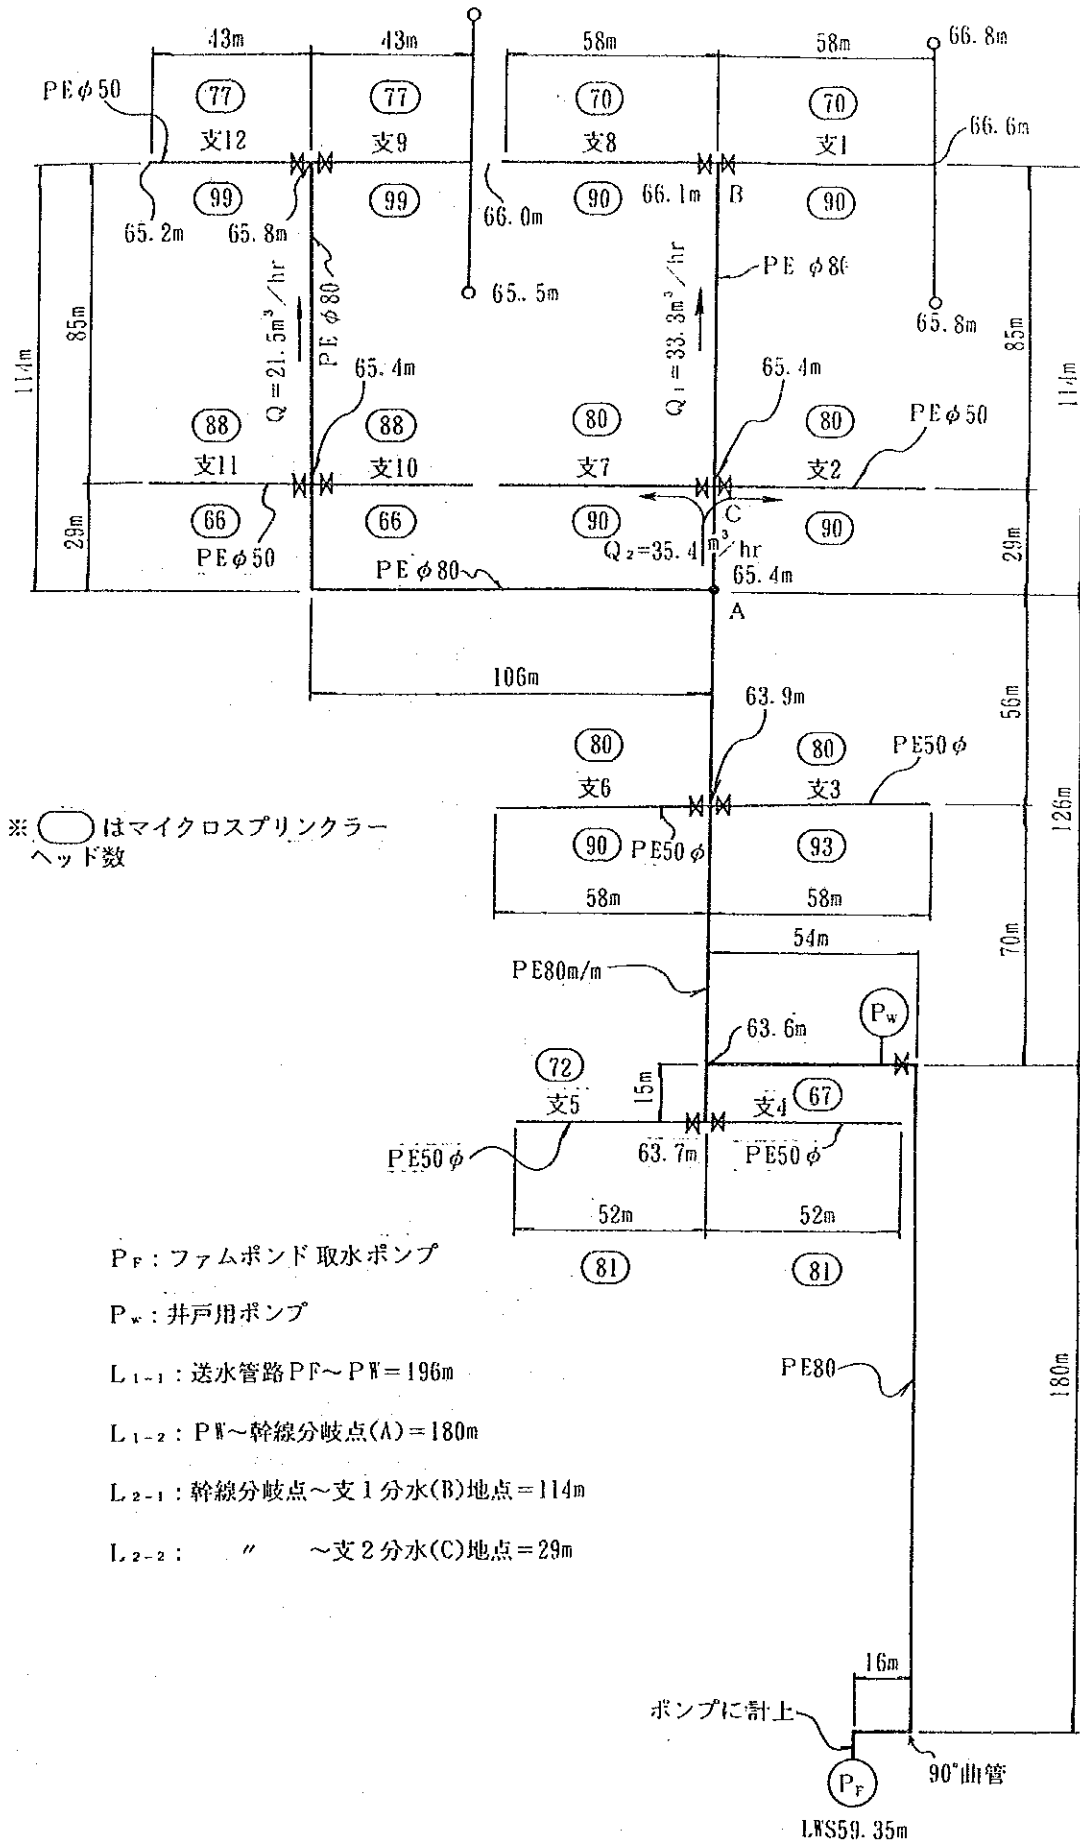 43m
43m
58m
58m
66.8m
PEφ50
77
77
70
70
支12
支9
支8
支1
66.6m
99
99
90
90
65.2m
65.8m
66.0m
66.1m
B
65.5m
65.8m
PEφ80
PE φ80
Q=21.5m³/hr
Q₁=33.3m³/hr
85m
114m
85m
114m
65.4m
65.4m
88
88
80
80
PEφ50
支11
支10
支7
支2
66
66
90
90
C
29m
29m
PEφ50
Q₂=35.4m³/hr
PEφ80
65.4m
A
106m
56m
63.9m
80
80
PE50φ
支6
支3
126m
※ はマイクロスプリンクラー
ヘッド数
90
PE50φ
93
58m
58m
54m
70m
PE80m/m
Pw
63.6m
72
支5
15m
支4
67
PE50φ
63.7m
PE50φ
52m
52m
81
81
PF:ファムポンド取水ポンプ
Pw:井戸用ポンプ
L1-1:送水管路PF~PW=196m
PE80
180m
L1-2:PW~幹線分岐点(A)=180m
L2-1:幹線分岐点~支1分水(B)地点=114m
L2-2: 〃 ~支2分水(C)地点=29m
16m
ポンプに計上
90°曲管
PF
LWS59.35m